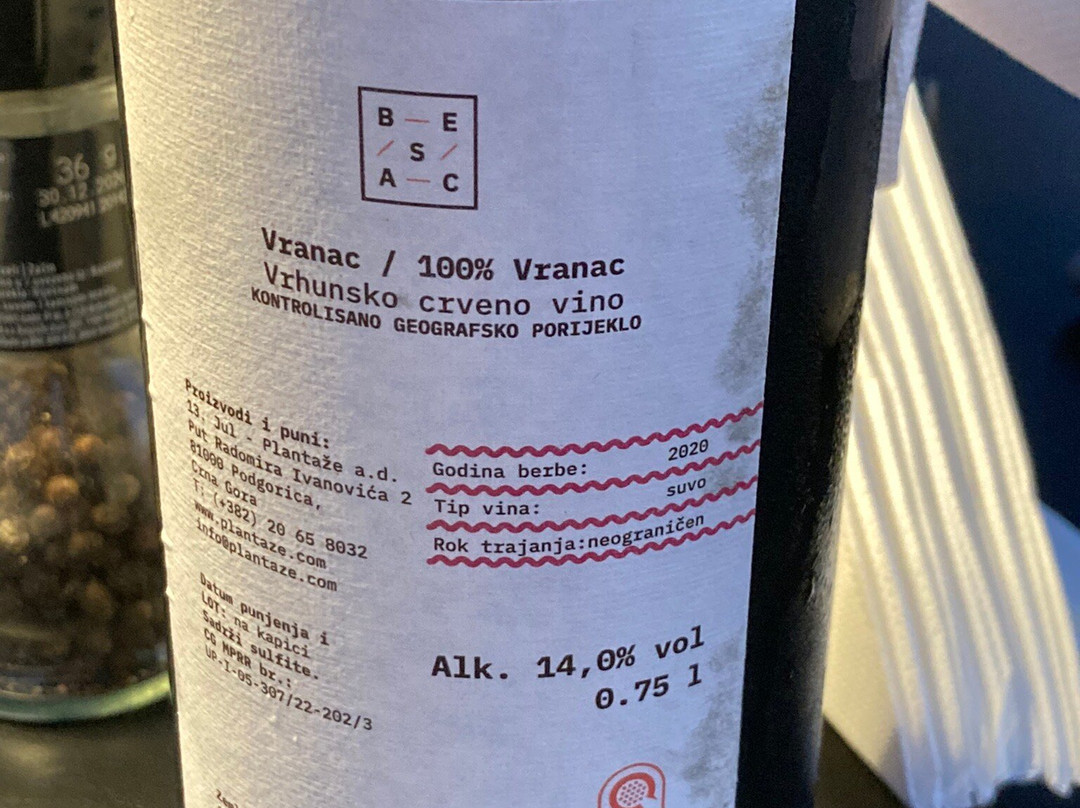 B — E
/ S /
A — C
Vranac / 100% Vranac
Vrhunsko crveno vino
KONTROLISANO GEOGRAFSKO PORIJEKLO
Proizvodi i puni:
13. Jul - Plantaže a.d.
Put Radomira Ivanovića 2
81000 Podgorica,
Crna Gora
T: (+382) 20 65 8032
www.plantaze.com
info@plantaze.com
Datum punjenja i
LOT: na kapici
Sadrži sulfite.
CG MPRR br.:
UP.I-05-307/22-202/3
Godina berbe: 2020
Tip vina: suvo
Rok trajanja:neograničen
Alk. 14,0% vol
0.75 l
36 g
30.12.